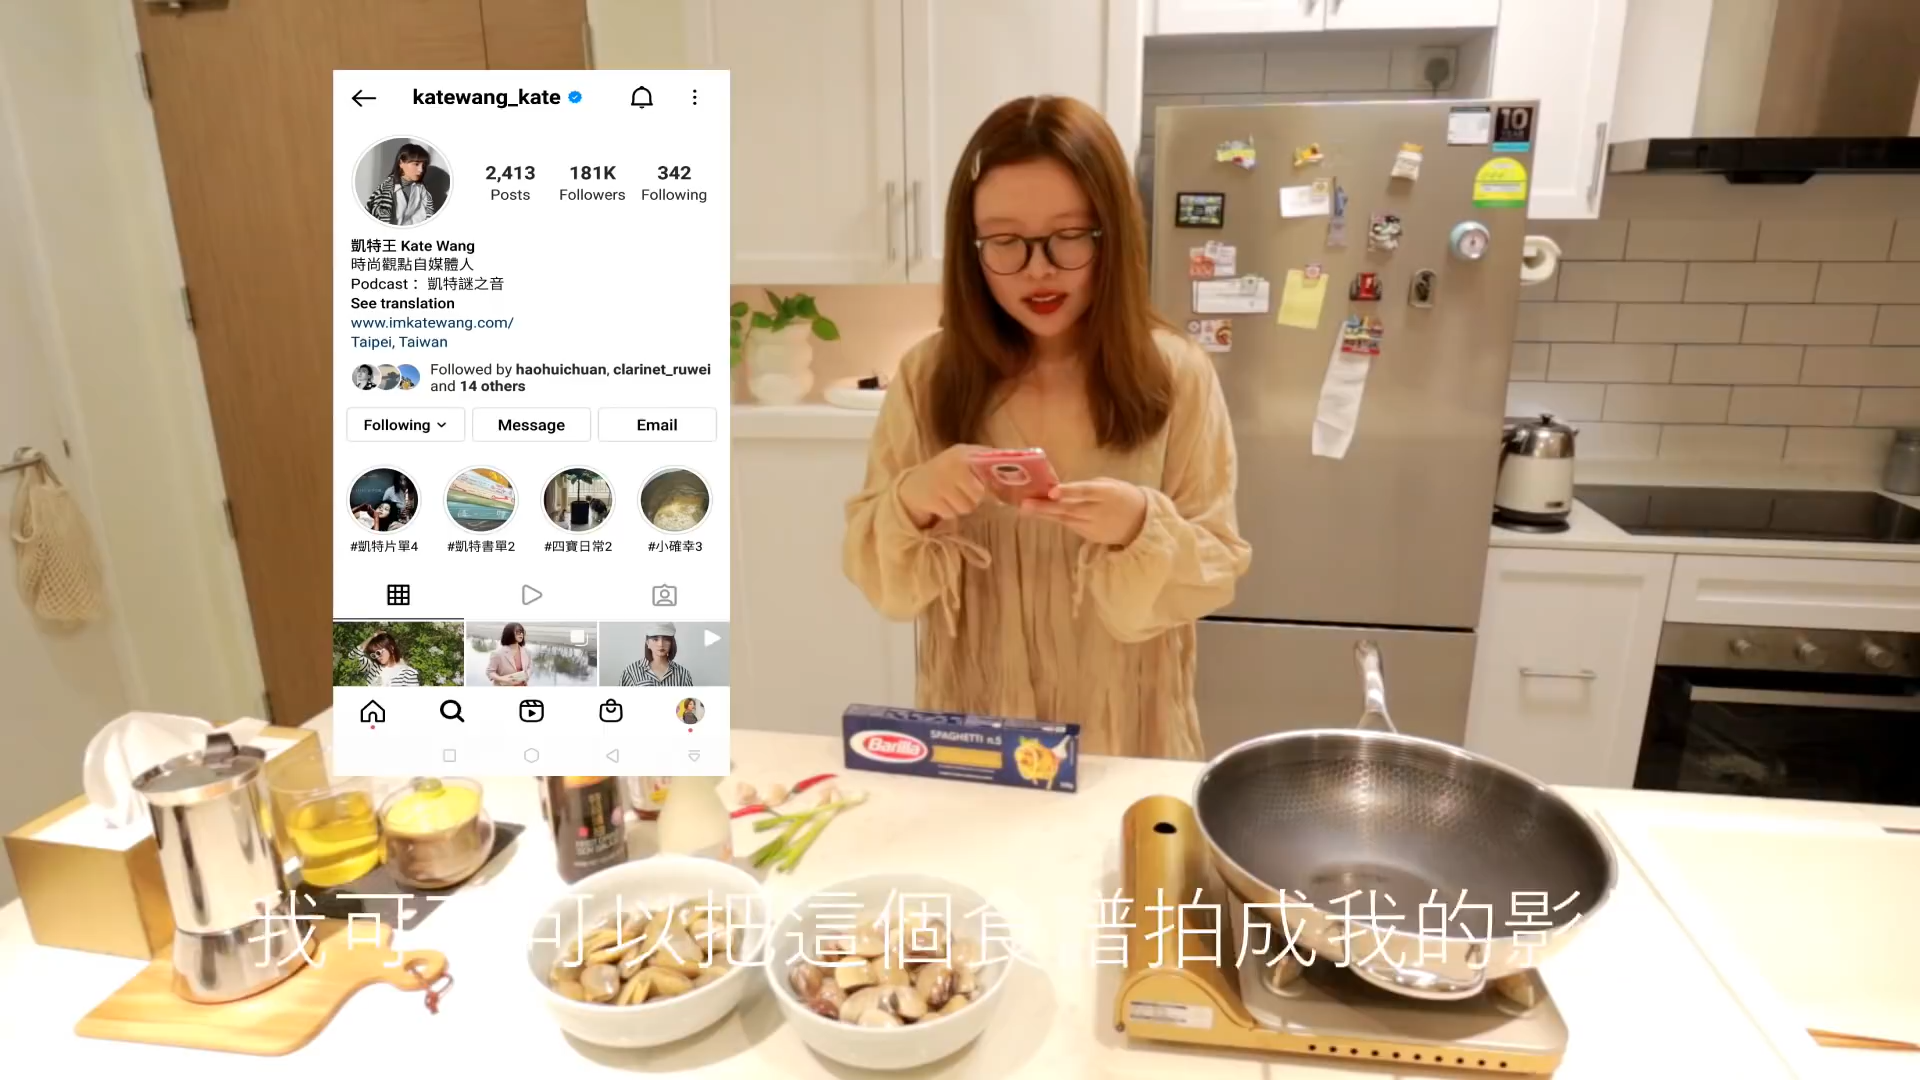 katewang_kate
2,413 181K 342
Posts Followers Following
凱特王 Kate Wang
時尚觀點自媒體人
Podcast： 凱特謎之音
See translation
www.imkatewang.com/
Taipei, Taiwan
Followed by haohuichuan, clarinet_ruwei
and 14 others
Following Message Email
#凱特片單4 #凱特書單2 #四寶日常2 #小確幸3
10
YEAR
SPAGHETTI n.5
Barilla
我可不可以把這個食譜拍成我的影